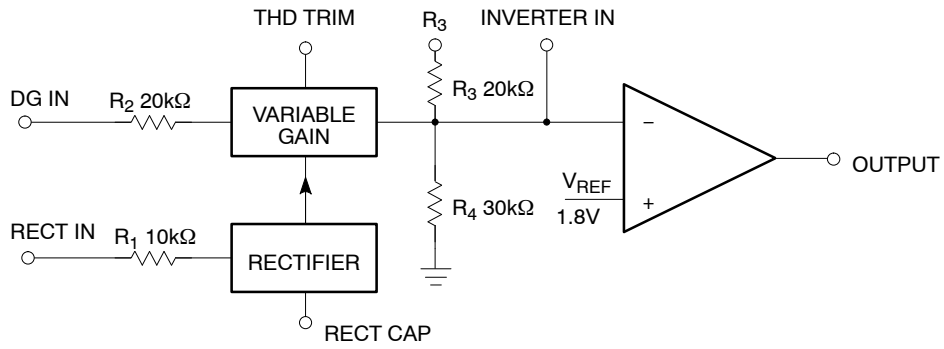 THD TRIM
R3
INVERTER IN
DG IN
R2 20kΩ
VARIABLE
GAIN
R3 20kΩ
−
OUTPUT
VREF
1.8V
+
RECT IN
R1 10kΩ
RECTIFIER
R4 30kΩ
RECT CAP